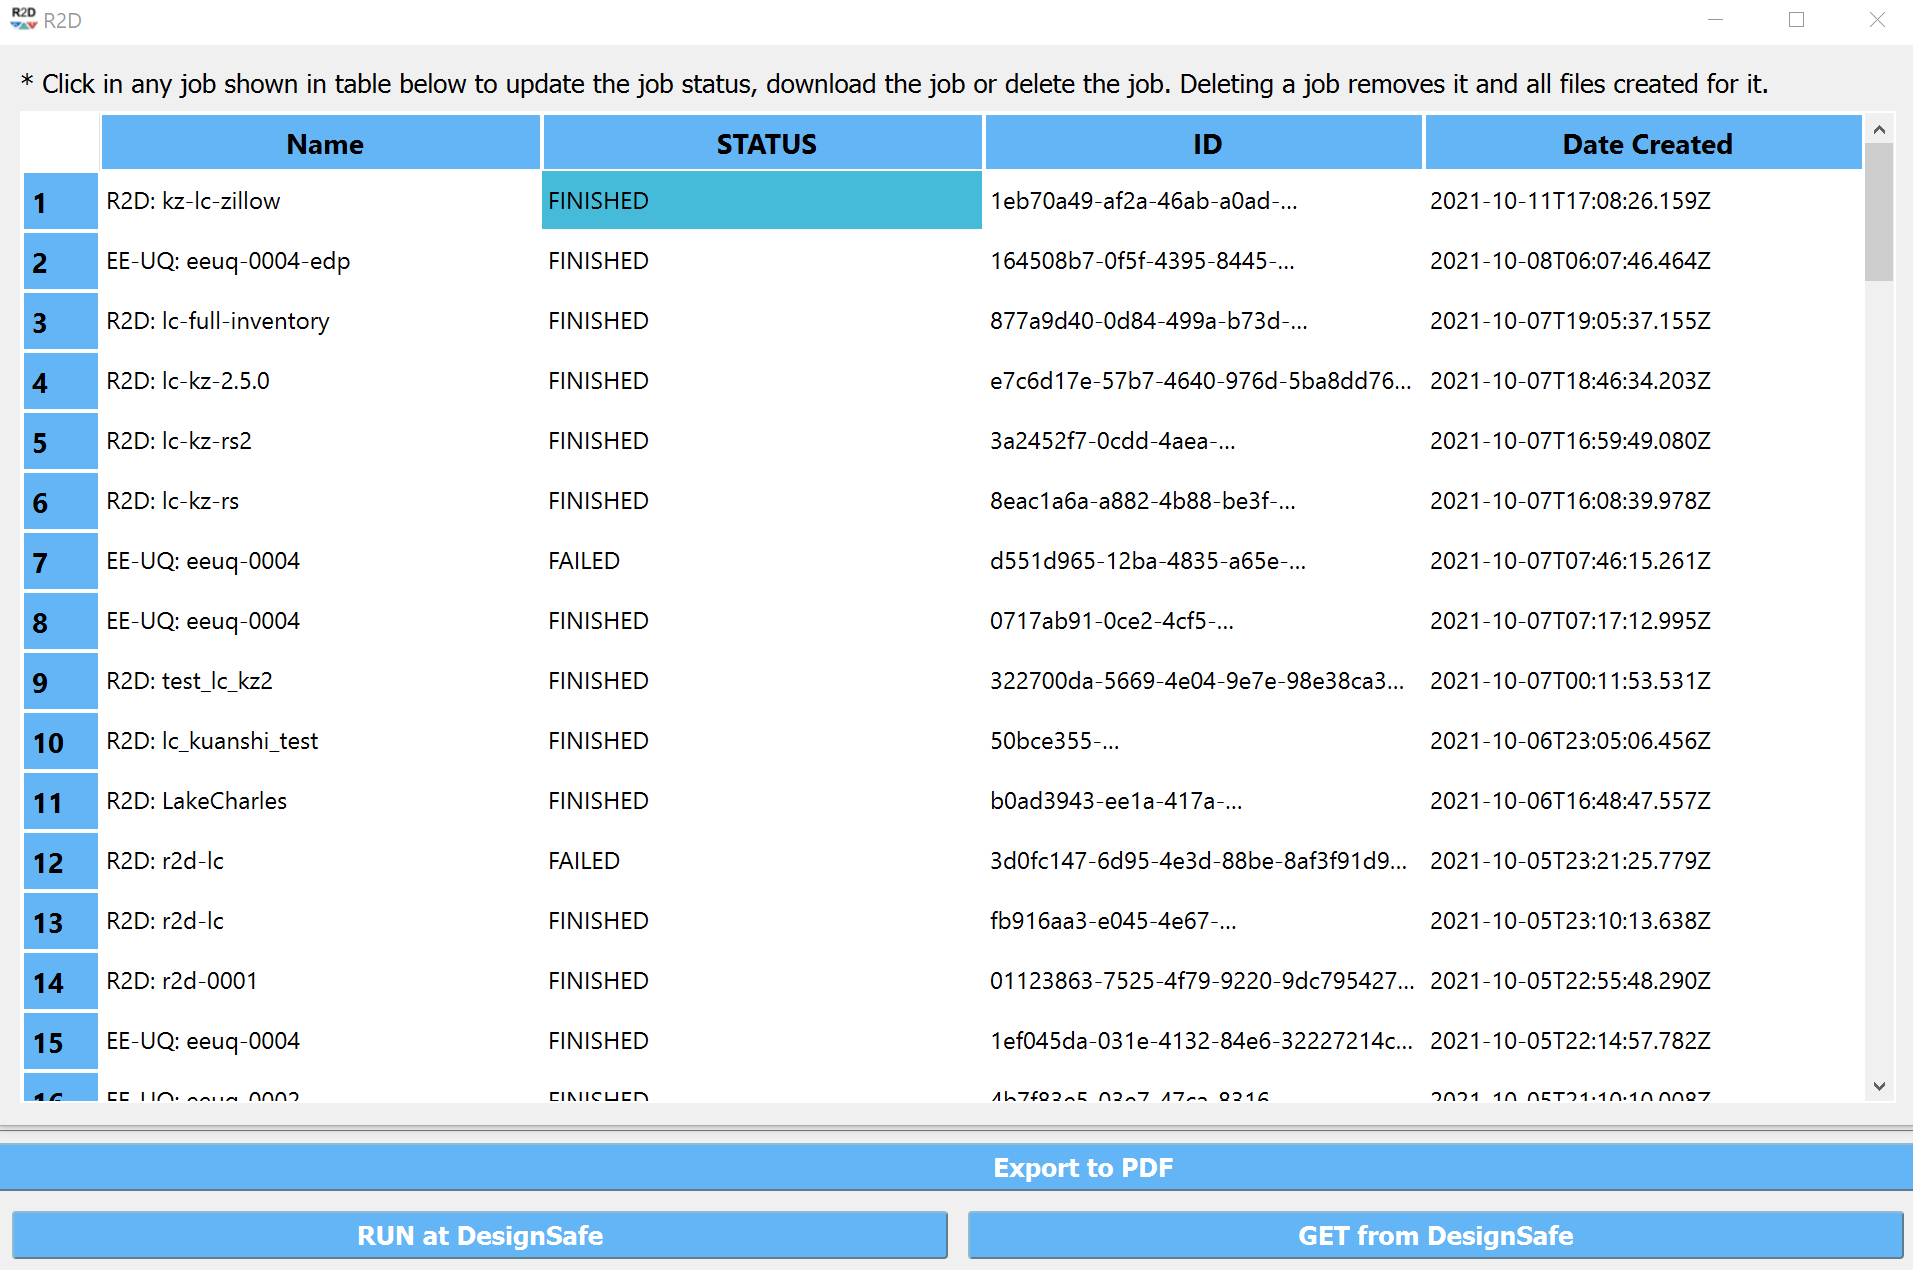 R2D R2D
* Click in any job shown in table below to update the job status, download the job or delete the job. Deleting a job removes it and all files created for it.
Name STATUS ID Date Created
1 R2D: kz-lc-zillow FINISHED 1eb70a49-af2a-46ab-a0ad-... 2021-10-11T17:08:26.159Z
2 EE-UQ: eeuq-0004-edp FINISHED 164508b7-0f5f-4395-8445-... 2021-10-08T06:07:46.464Z
3 R2D: lc-full-inventory FINISHED 877a9d40-0d84-499a-b73d-... 2021-10-07T19:05:37.155Z
4 R2D: lc-kz-2.5.0 FINISHED e7c6d17e-57b7-4640-976d-5ba8dd76... 2021-10-07T18:46:34.203Z
5 R2D: lc-kz-rs2 FINISHED 3a2452f7-0cdd-4aea-... 2021-10-07T16:59:49.080Z
6 R2D: lc-kz-rs FINISHED 8eac1a6a-a882-4b88-be3f-... 2021-10-07T16:08:39.978Z
7 EE-UQ: eeuq-0004 FAILED d551d965-12ba-4835-a65e-... 2021-10-07T07:46:15.261Z
8 EE-UQ: eeuq-0004 FINISHED 0717ab91-0ce2-4cf5-... 2021-10-07T07:17:12.995Z
9 R2D: test_lc_kz2 FINISHED 322700da-5669-4e04-9e7e-98e38ca3... 2021-10-07T00:11:53.531Z
10 R2D: lc_kuanshi_test FINISHED 50bce355-... 2021-10-06T23:05:06.456Z
11 R2D: LakeCharles FINISHED b0ad3943-ee1a-417a-... 2021-10-06T16:48:47.557Z
12 R2D: r2d-lc FAILED 3d0fc147-6d95-4e3d-88be-8af3f91d9... 2021-10-05T23:21:25.779Z
13 R2D: r2d-lc FINISHED fb916aa3-e045-4e67-... 2021-10-05T23:10:13.638Z
14 R2D: r2d-0001 FINISHED 01123863-7525-4f79-9220-9dc795427... 2021-10-05T22:55:48.290Z
15 EE-UQ: eeuq-0004 FINISHED 1ef045da-031e-4132-84e6-32227214c... 2021-10-05T22:14:57.782Z
16 EE-UQ: eeuq-0002 FINISHED
Export to PDF
RUN at DesignSafe GET from DesignSafe